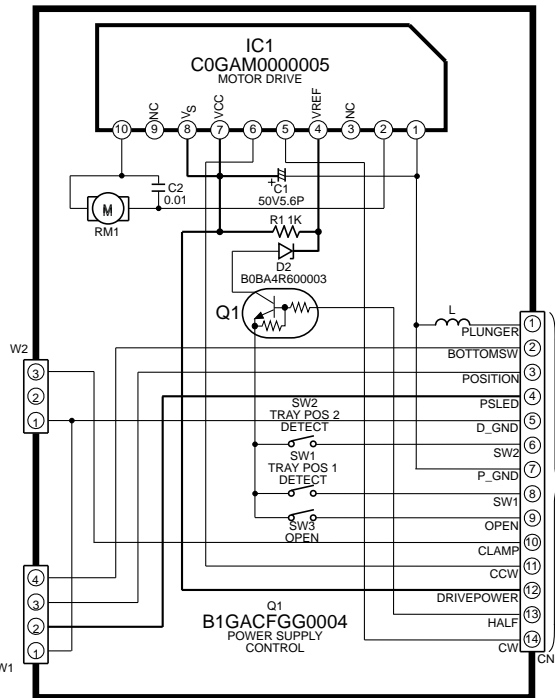 IC1
C0GAM0000005
MOTOR DRIVE
NC
VS
VCC
VREF
NC
10 9 8 7 6 5 4 3 2 1
C2
0.01
+
C1
50V5.6P
M
RM1
R1 1K
D2
B0BA4R600003
Q1
L
1
PLUNGER
2
BOTTOMSW
3
POSITION
4
PSLED
5
D_GND
6
SW2
7
P_GND
8
SW1
9
OPEN
10
CLAMP
11
CCW
12
DRIVEPOWER
13
HALF
14
CW
CN
W2
3
2
1
SW2
TRAY POS 2
DETECT
SW1
TRAY POS 1
DETECT
SW3
OPEN
4
3
2
1
W1
Q1
B1GACFGG0004
POWER SUPPLY
CONTROL